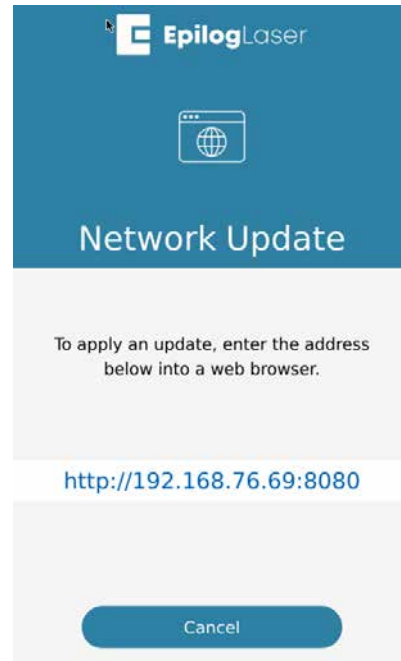 EpilogLaser
Network Update
To apply an update, enter the address
below into a web browser.
http://192.168.76.69:8080
Cancel